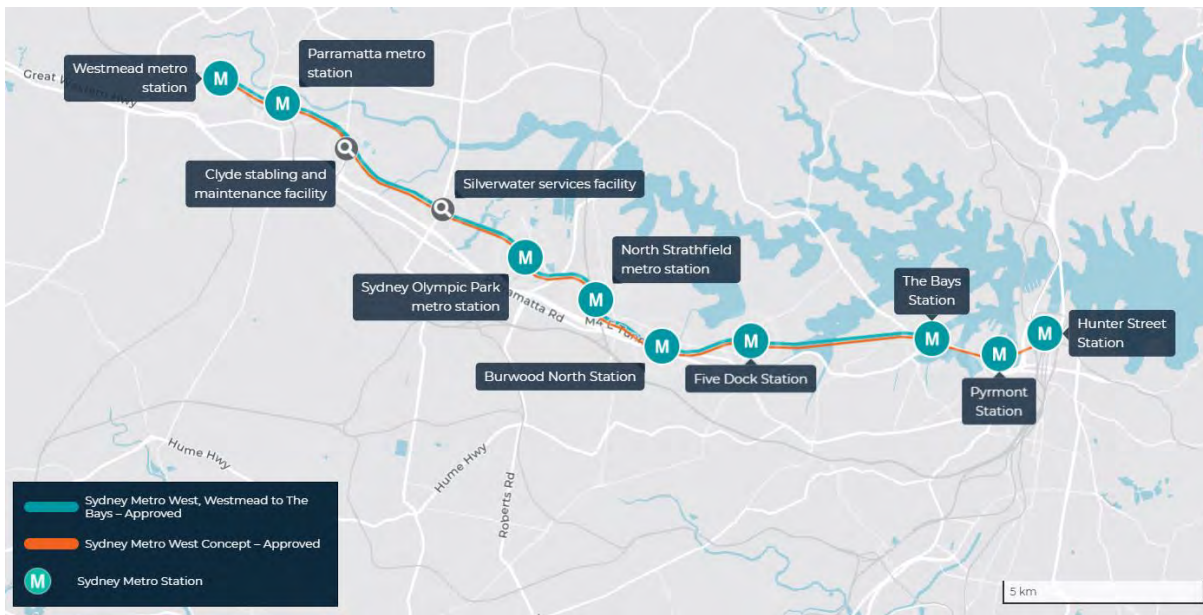 Westmead metro
station
Parramatta metro
station
Great Western Hwy
M
M
Clyde stabling and
maintenance facility
Silverwater services facility
M
North Strathfield
metro station
Sydney Olympic Park
metro station
M
amatta Rd
M4 E Tun
The Bays
Station
Hunter Street
Station
M
M
M
M
M
Burwood North Station
Five Dock Station
Pyrmont
Station
Hume Hwy
Hume Hwy
Roberts Rd
Sydney Metro West, Westmead to The
Bays – Approved
Sydney Metro West Concept – Approved
M
Sydney Metro Station
5 km